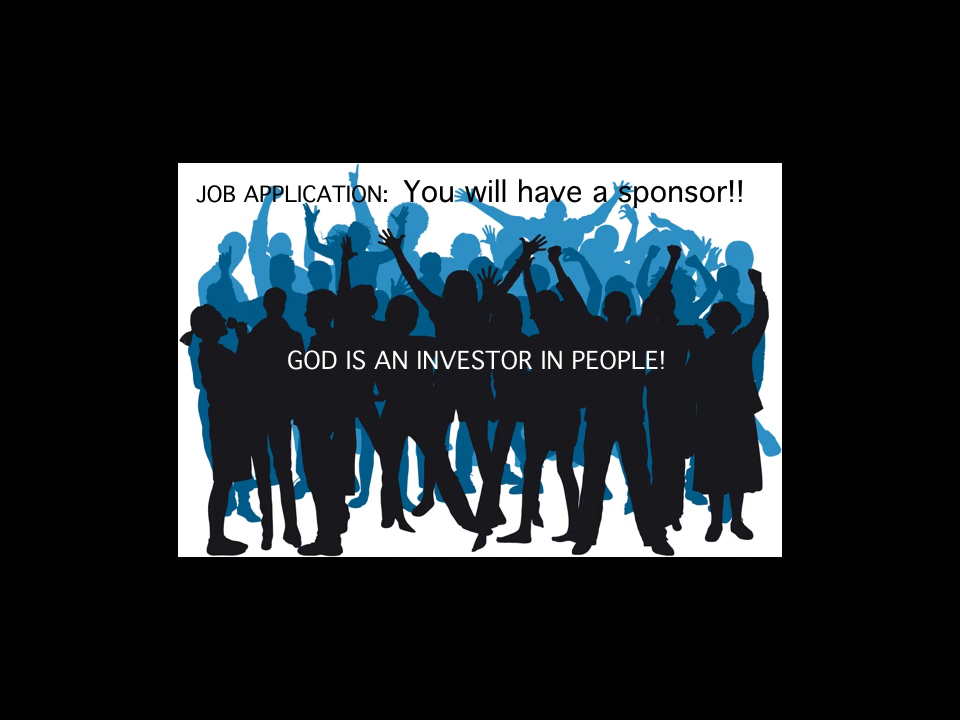 JOB APPLICATION: You will have a sponsor!!
GOD IS AN INVESTOR IN PEOPLE!